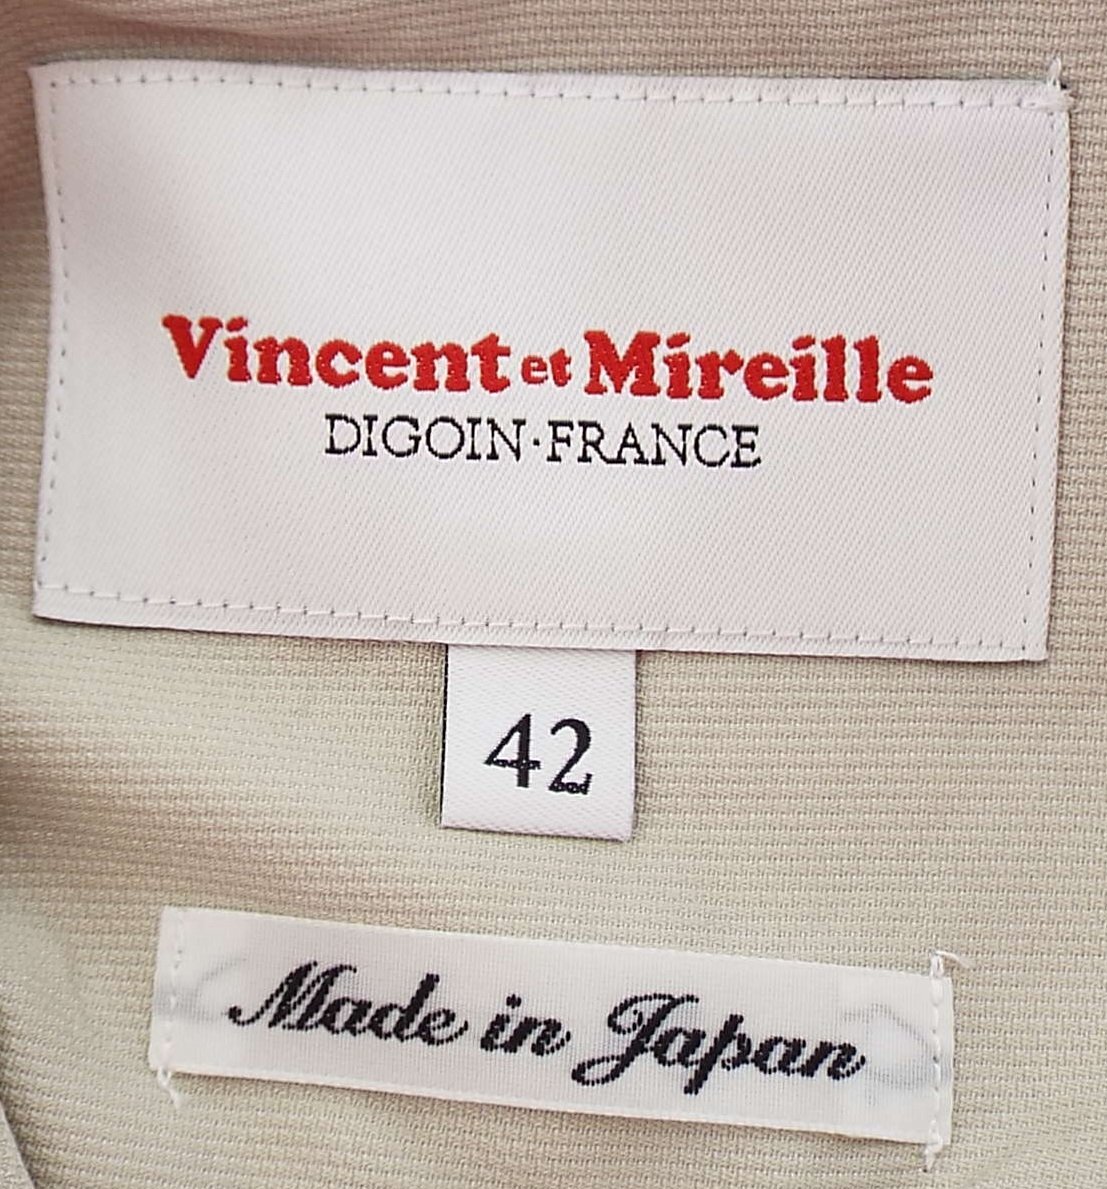 Vincent et Mireille
DIGOIN·FRANCE
42
Made in Japan